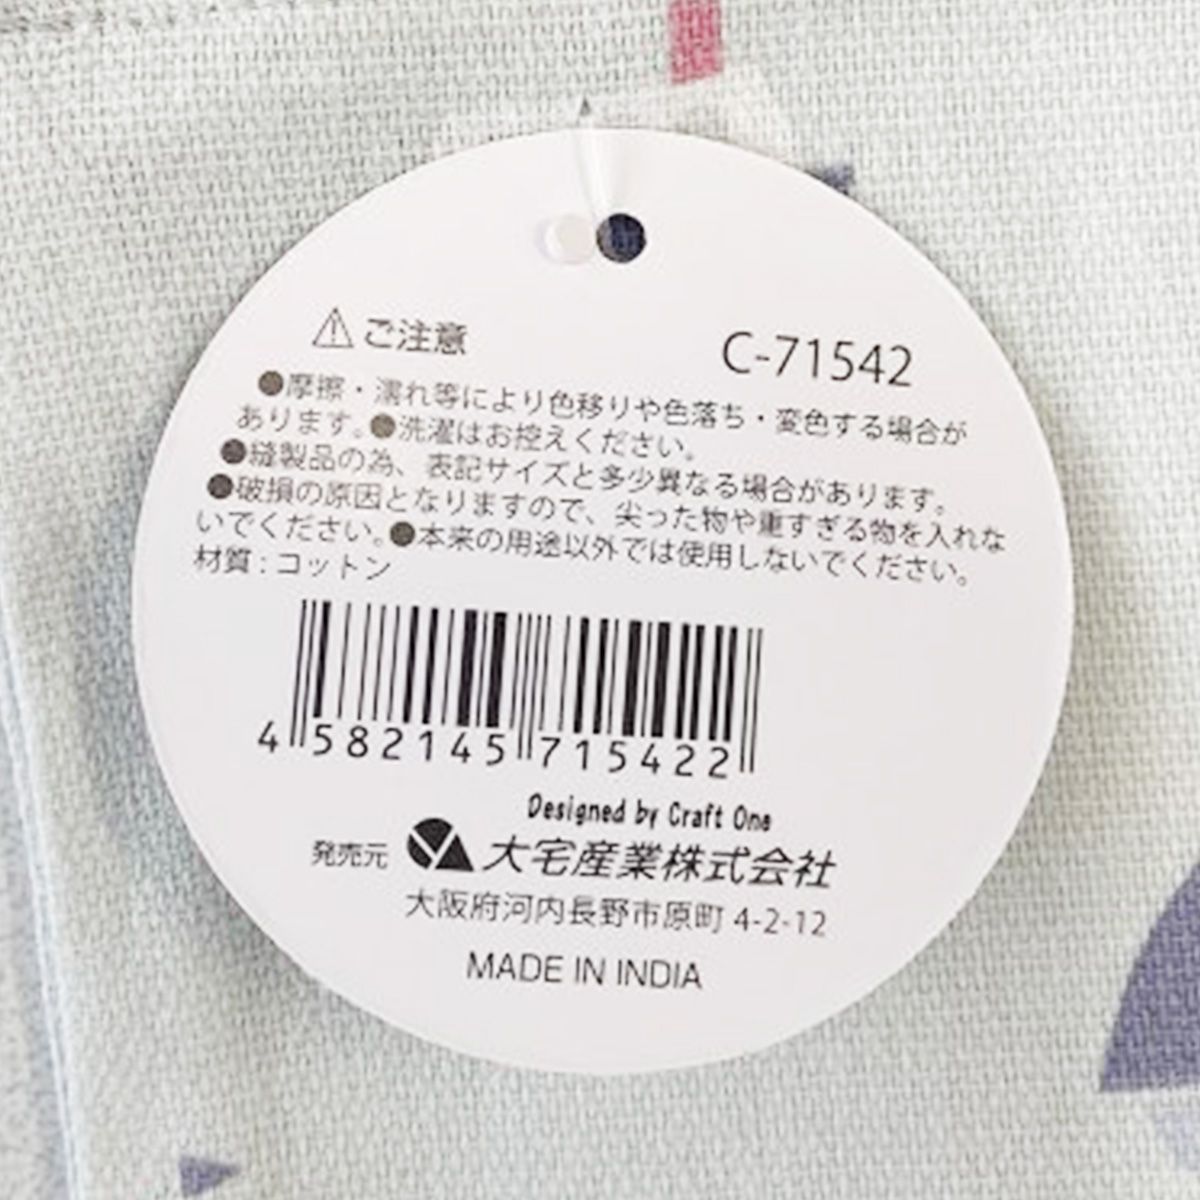 ⚠ご注意
C-71542
●摩擦・濡れ等により色移りや色落ち・変色する場合が
あります。●洗濯はお控えください。
●縫製品の為、表記サイズと多少異なる場合があります。
●破損の原因となりますので、尖った物や重すぎる物を入れな
いでください。●本来の用途以外では使用しないでください。
材質：コットン
4 582145 715422
Designed by Craft One
発売元 大宅産業株式会社
大阪府河内長野市原町 4-2-12
MADE IN INDIA